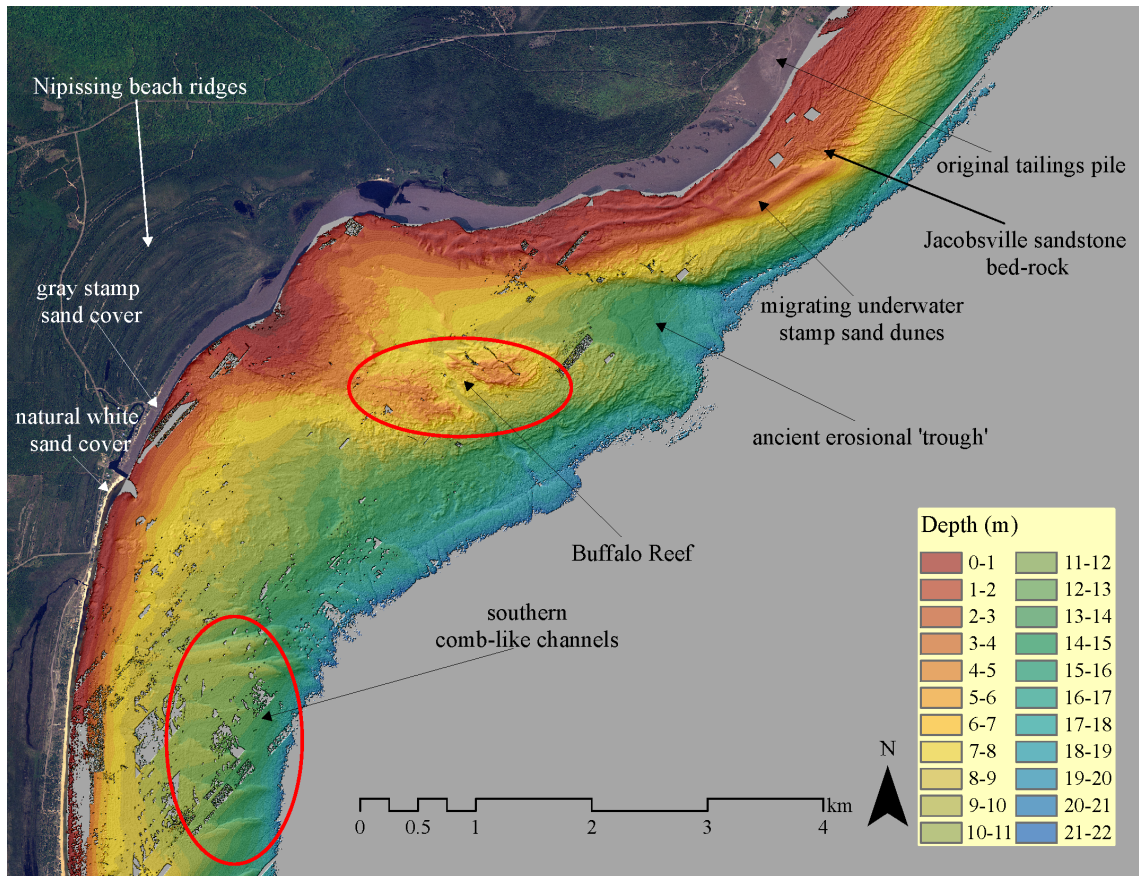 Nipissing beach ridges
original tailings pile
Jacobsville sandstone
bed-rock
gray stamp
sand cover
migrating underwater
stamp sand dunes
natural white
sand cover
ancient erosional 'trough'
Buffalo Reef
southern
comb-like channels
Depth (m)
0-1
1-2
2-3
3-4
4-5
5-6
6-7
7-8
8-9
9-10
10-11
11-12
12-13
13-14
14-15
15-16
16-17
17-18
18-19
19-20
20-21
21-22
N
km
0 0.5 1 2 3 4